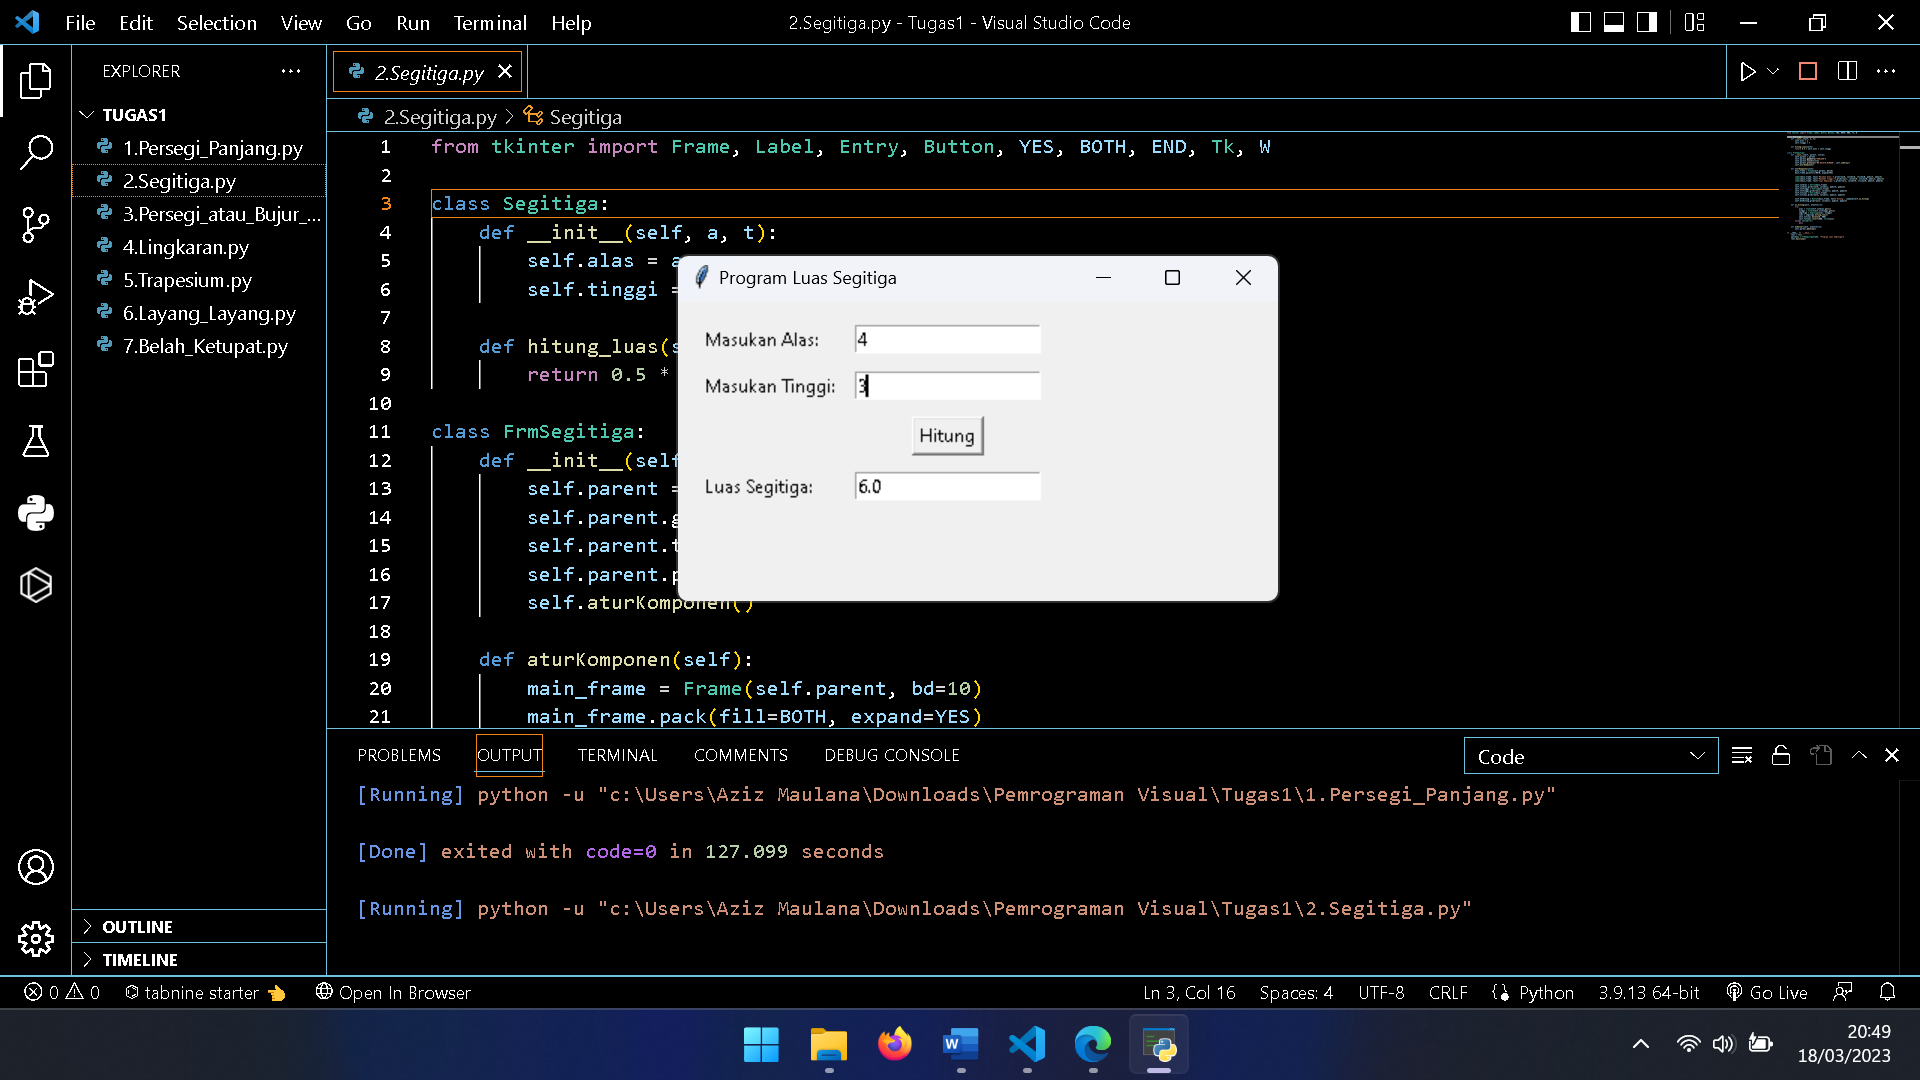 File Edit Selection View Go Run Terminal Help
2.Segitiga.py - Tugas1 - Visual Studio Code
EXPLORER
TUGAS1
1.Persegi_Panjang.py
2.Segitiga.py
3.Persegi_atau_Bujur_...
4.Lingkaran.py
5.Trapesium.py
6.Layang_Layang.py
7.Belah_Ketupat.py
OUTLINE
TIMELINE
2.Segitiga.py
2.Segitiga.py > Segitiga
1 from tkinter import Frame, Label, Entry, Button, YES, BOTH, END, Tk, W
2
3 class Segitiga:
4 def __init__(self, a, t):
5 self.alas = a
6 self.tinggi =
7
8 def hitung_luas(s
9 return 0.5 *
10
11 class FrmSegitiga:
12 def __init__(self
13 self.parent =
14 self.parent.g
15 self.parent.t
16 self.parent.p
17 self.aturKomponen()
18
19 def aturKomponen(self):
20 main_frame = Frame(self.parent, bd=10)
21 main_frame.pack(fill=BOTH, expand=YES)
Program Luas Segitiga
Masukan Alas: 4
Masukan Tinggi: 3
Hitung
Luas Segitiga: 6.0
PROBLEMS OUTPUT TERMINAL COMMENTS DEBUG CONSOLE
Code
[Running] python -u "c:\Users\Aziz Maulana\Downloads\Pemrograman Visual\Tugas1\1.Persegi_Panjang.py"
[Done] exited with code=0 in 127.099 seconds
[Running] python -u "c:\Users\Aziz Maulana\Downloads\Pemrograman Visual\Tugas1\2.Segitiga.py"
0 0 tabnine starter Open In Browser
Ln 3, Col 16 Spaces: 4 UTF-8 CRLF Python 3.9.13 64-bit Go Live
20:49
18/03/2023